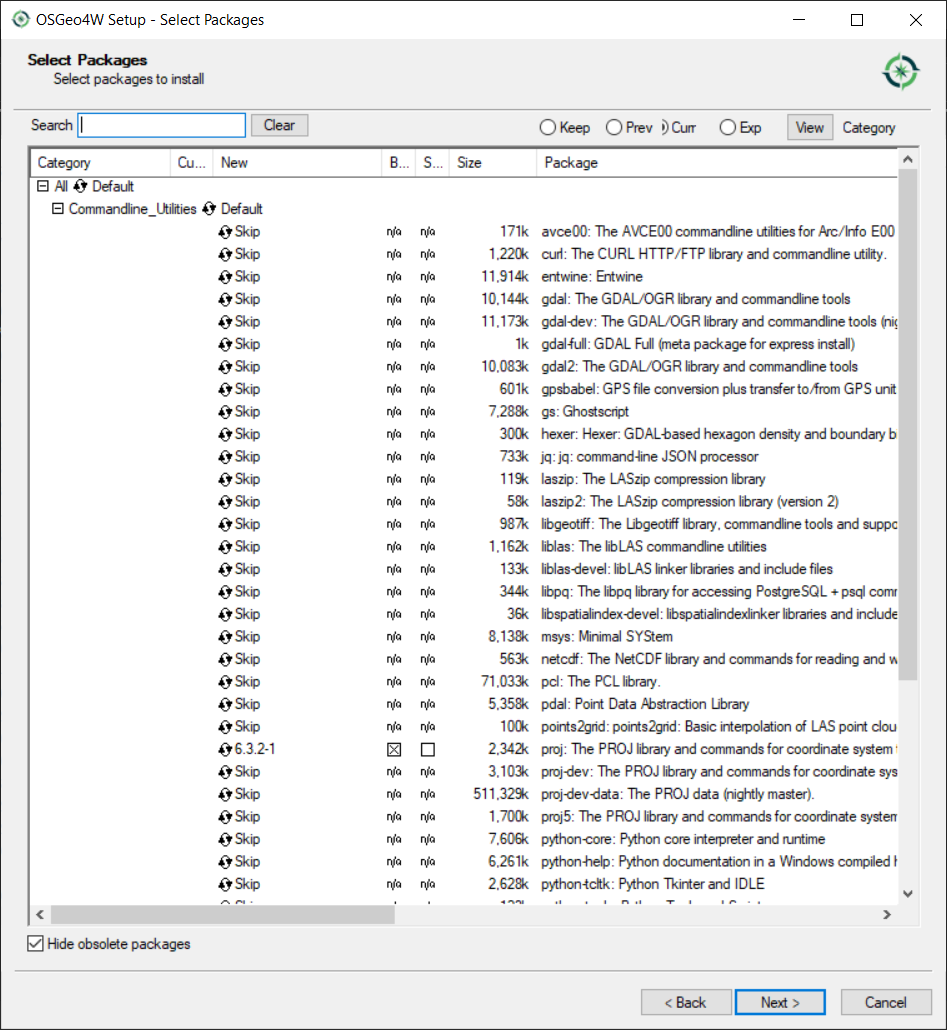 OSGeo4W Setup - Select Packages
Select Packages
Select packages to install
Search Clear Keep Prev Curr Exp View Category
Category Cu... New B... S... Size Package
All Default
Commandline_Utilities Default
Skip n/a n/a 171k avce00: The AVCE00 commandline utilities for Arc/Info E00
Skip n/a n/a 1,220k curl: The CURL HTTP/FTP library and commandline utility.
Skip n/a n/a 11,914k entwine: Entwine
Skip n/a n/a 10,144k gdal: The GDAL/OGR library and commandline tools
Skip n/a n/a 11,173k gdal-dev: The GDAL/OGR library and commandline tools (nig
Skip n/a n/a 1k gdal-full: GDAL Full (meta package for express install)
Skip n/a n/a 10,083k gdal2: The GDAL/OGR library and commandline tools
Skip n/a n/a 601k gpsbabel: GPS file conversion plus transfer to/from GPS unit
Skip n/a n/a 7,288k gs: Ghostscript
Skip n/a n/a 300k hexer: Hexer: GDAL-based hexagon density and boundary b
Skip n/a n/a 733k jq: jq: command-line JSON processor
Skip n/a n/a 119k laszip: The LASzip compression library
Skip n/a n/a 58k laszip2: The LASzip compression library (version 2)
Skip n/a n/a 987k libgeotiff: The Libgeotiff library, commandline tools and suppo
Skip n/a n/a 1,162k liblas: The libLAS commandline utilities
Skip n/a n/a 133k liblas-devel: libLAS linker libraries and include files
Skip n/a n/a 344k libpq: The libpq library for accessing PostgreSQL + psql com
Skip n/a n/a 36k libspatialindex-devel: libspatialindexlinker libraries and include
Skip n/a n/a 8,138k msys: Minimal SYStem
Skip n/a n/a 563k netcdf: The NetCDF library and commands for reading and w
Skip n/a n/a 71,033k pcl: The PCL library.
Skip n/a n/a 5,358k pdal: Point Data Abstraction Library
Skip n/a n/a 100k points2grid: points2grid: Basic interpolation of LAS point clou
6.3.2-1 2,342k proj: The PROJ library and commands for coordinate system
Skip n/a n/a 3,103k proj-dev: The PROJ library and commands for coordinate sys
Skip n/a n/a 511,329k proj-dev-data: The PROJ data (nightly master).
Skip n/a n/a 1,700k proj5: The PROJ library and commands for coordinate system
Skip n/a n/a 7,606k python-core: Python core interpreter and runtime
Skip n/a n/a 6,261k python-help: Python documentation in a Windows compiled h
Skip n/a n/a 2,628k python-tcltk: Python Tkinter and IDLE
Hide obsolete packages
< Back Next > Cancel